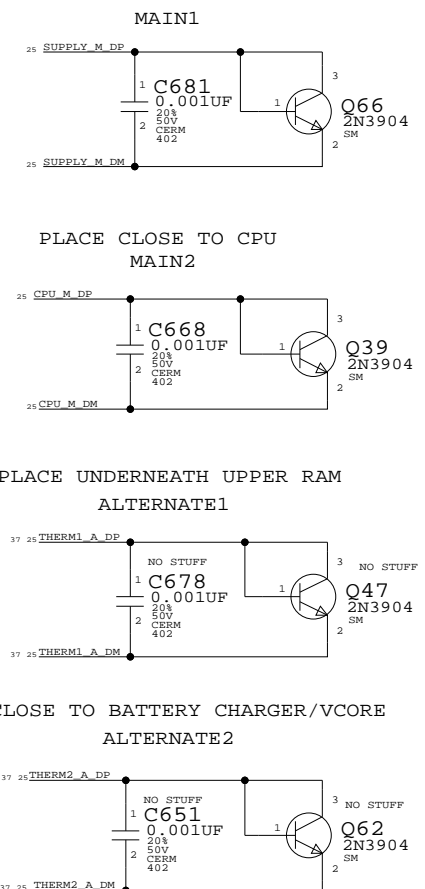 MAIN1
25 SUPPLY_M_DP
1 C681
0.001UF
20%
50V
CERM
402
2
3
1
Q66
2N3904
SM
2
25 SUPPLY_M_DM
PLACE CLOSE TO CPU
MAIN2
25 CPU_M_DP
1 C668
0.001UF
20%
50V
CERM
402
2
3
1
Q39
2N3904
SM
2
25 CPU_M_DM
PLACE UNDERNEATH UPPER RAM
ALTERNATE1
37 25 THERM1_A_DP
NO STUFF
1 C678
0.001UF
20%
50V
CERM
402
2
3 NO STUFF
1
Q47
2N3904
SM
2
37 25 THERM1_A_DM
CLOSE TO BATTERY CHARGER/VCORE
ALTERNATE2
37 25 THERM2_A_DP
NO STUFF
1 C651
0.001UF
20%
50V
CERM
402
2
3 NO STUFF
1
Q62
2N3904
SM
2
37 25 THERM2_A_DM